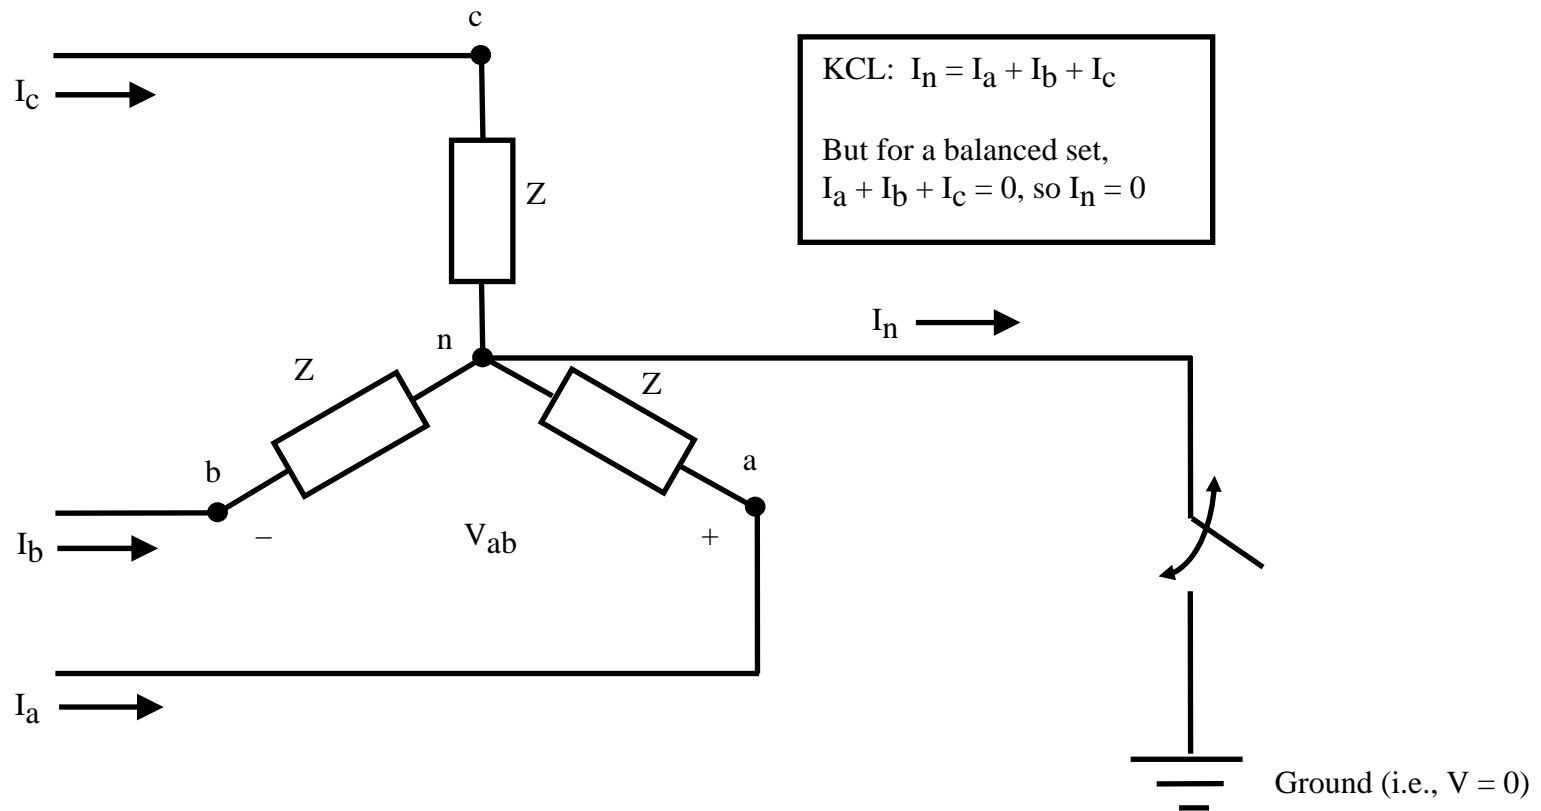 c
I_c
KCL: I_n = I_a + I_b + I_c
But for a balanced set,
I_a + I_b + I_c = 0, so I_n = 0
Z
I_n
n
Z
Z
b
a
I_b
–
V_ab
+
I_a
Ground (i.e., V = 0)